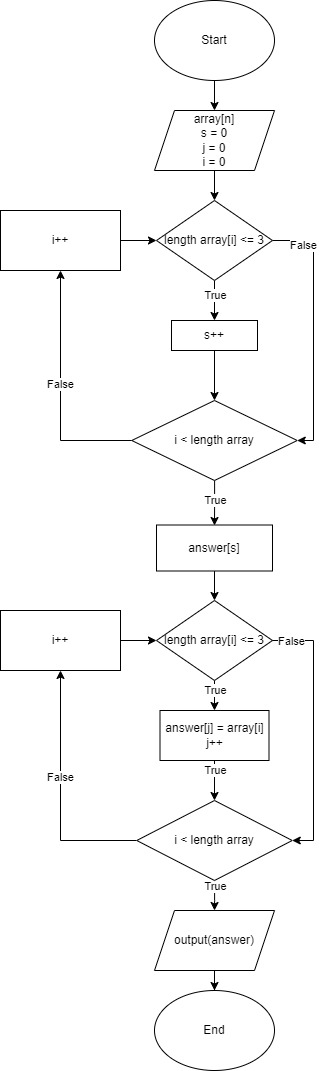 Start
array[n]
s = 0
j = 0
i = 0
i++
length array[i] <= 3
False
True
s++
False
i < length array
True
answer[s]
i++
length array[i] <= 3
False
True
answer[j] = array[i]
j++
True
False
i < length array
True
output(answer)
End